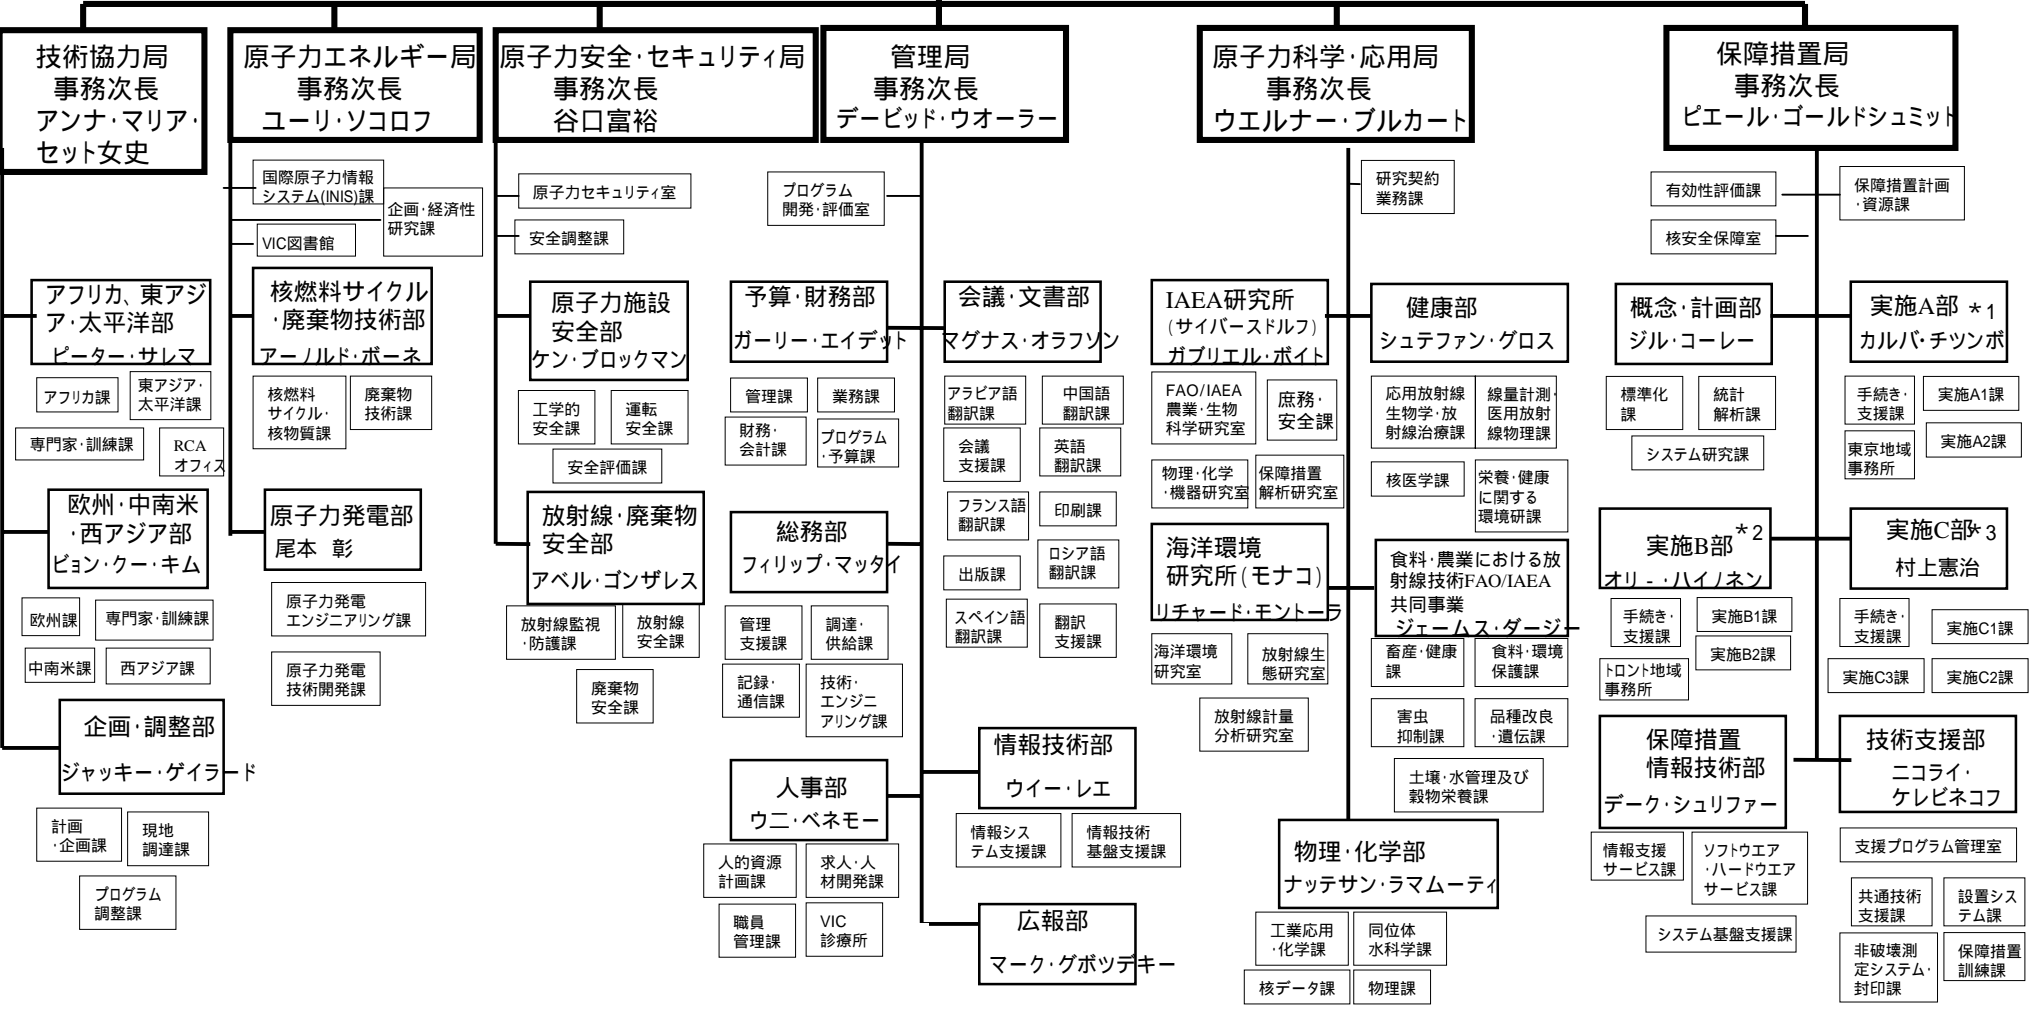 技術協力局
事務次長
アンナ・マリア・
セット女史
原子力エネルギー局
事務次長
ユーリ・ソコロフ
原子力安全・セキュリティ局
事務次長
谷口富裕
管理局
事務次長
デービッド・ウオーラー
原子力科学・応用局
事務次長
ウエルナー・ブルカート
保障措置局
事務次長
ピエール・ゴールドシュミット
アフリカ、東アジ
ア・太平洋部
ピーター・サレマ
アフリカ課
東アジア・
太平洋課
専門家・訓練課
RCA
オフィス
欧州・中南米
・西アジア部
ビョン・クー・キム
欧州課
専門家・訓練課
中南米課
西アジア課
企画・調整部
ジャッキー・ゲイラード
計画
・企画課
現地
調達課
プログラム
調整課
国際原子力情報
システム(INIS)課
企画・経済性
研究課
VIC図書館
核燃料サイクル
・廃棄物技術部
アーノルド・ボーネ
核燃料
サイクル・
核物質課
廃棄物
技術課
原子力発電部
尾本 彰
原子力発電
エンジニアリング課
原子力発電
技術開発課
原子力セキュリティ室
安全調整課
原子力施設
安全部
ケン・ブロックマン
工学的
安全課
運転
安全課
安全評価課
放射線・廃棄物
安全部
アベル・ゴンザレス
放射線監視
・防護課
放射線
安全課
廃棄物
安全課
プログラム
開発・評価室
予算・財務部
ガーリー・エイデット
管理課
業務課
財務・
会計課
プログラム
・予算課
総務部
フィリップ・マッタイ
管理
支援課
調達・
供給課
記録・
通信課
技術・
エンジニ
アリング課
人事部
ウ二・ベネモー
人的資源
計画課
求人・人
材開発課
職員
管理課
VIC
診療所
会議・文書部
マグナス・オラフソン
アラビア語
翻訳課
中国語
翻訳課
会議
支援課
英語
翻訳課
フランス語
翻訳課
印刷課
出版課
ロシア語
翻訳課
スペイン語
翻訳課
翻訳
支援課
情報技術部
ウイー・レエ
情報シス
テム支援課
情報技術
基盤支援課
広報部
マーク・グボツデキー
研究契約
業務課
IAEA研究所
(サイバースドルフ)
ガブリエル・ボイト
FAO/IAEA
農業・生物
科学研究室
庶務・
安全課
物理・化学
・機器研究室
保障措置
解析研究室
海洋環境
研究所(モナコ)
リチャード・モントーラ
海洋環境
研究室
放射線生
態研究室
放射線計量
分析研究室
健康部
シュテファン・グロス
応用放射線
生物学・放
射線治療課
線量計測・
医用放射
線物理課
核医学課
栄養・健康
に関する
環境研課
食料・農業における放
射線技術FAO/IAEA
共同事業
ジェームス・ダージー
畜産・健康
課
食料・環境
保護課
害虫
抑制課
品種改良
・遺伝課
土壌・水管理及び
穀物栄養課
物理・化学部
ナッテサン・ラマムーティ
工業応用
・化学課
同位体
水科学課
核データ課
物理課
有効性評価課
保障措置計画
・資源課
核安全保障室
概念・計画部
ジル・コーレー
標準化
課
統計
解析課
システム研究課
実施A部 *1
カルバ・チツンボ
手続き・
支援課
実施A1課
東京地域
事務所
実施A2課
実施B部*2
オリ-・ハイノネン
手続き・
支援課
実施B1課
実施B2課
トロント地域
事務所
実施C部*3
村上憲治
手続き・
支援課
実施C1課
実施C3課
実施C2課
保障措置
情報技術部
デーク・シュリファー
情報支援
サービス課
ソフトウエア
・ハードウエア
サービス課
システム基盤支援課
技術支援部
ニコライ・
ケレビネコフ
支援プログラム管理室
共通技術
支援課
設置シス
テム課
非破壊測
定システム・
封印課
保障措置
訓練課